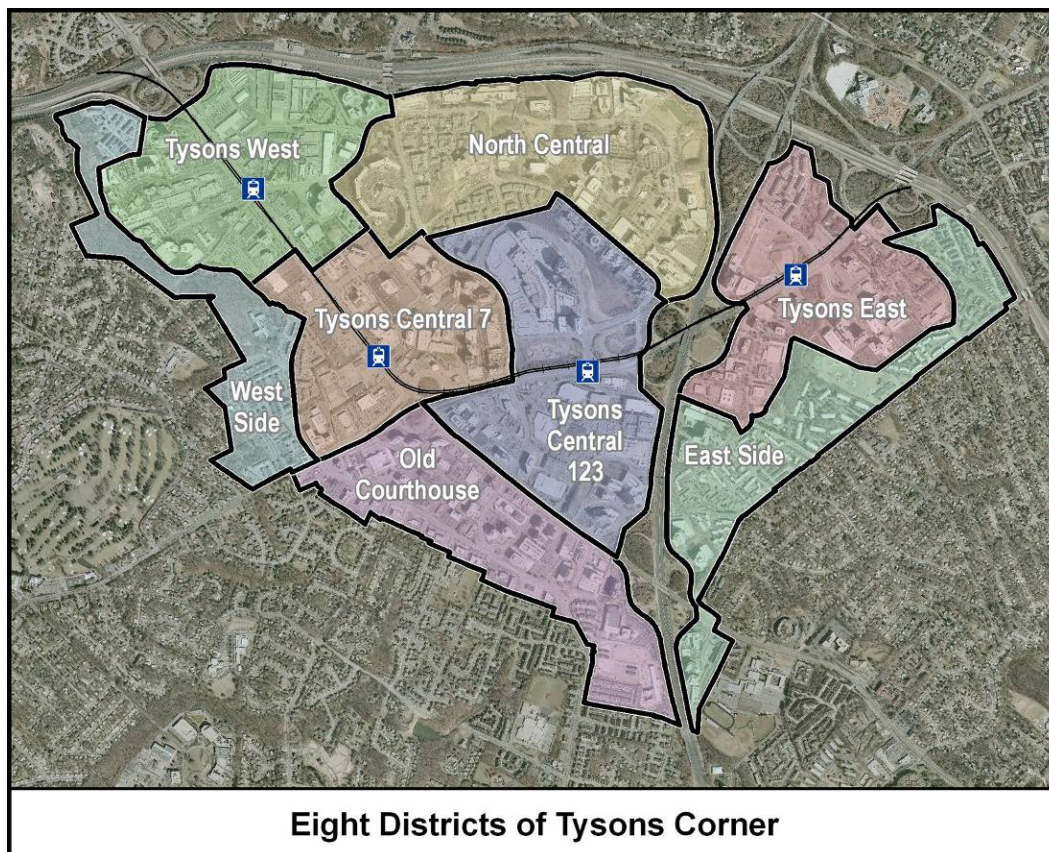 Tysons West
North Central
Tysons East
Tysons Central 7
West
Side
Tysons
Central
123
Old
Courthouse
East Side
Eight Districts of Tysons Corner